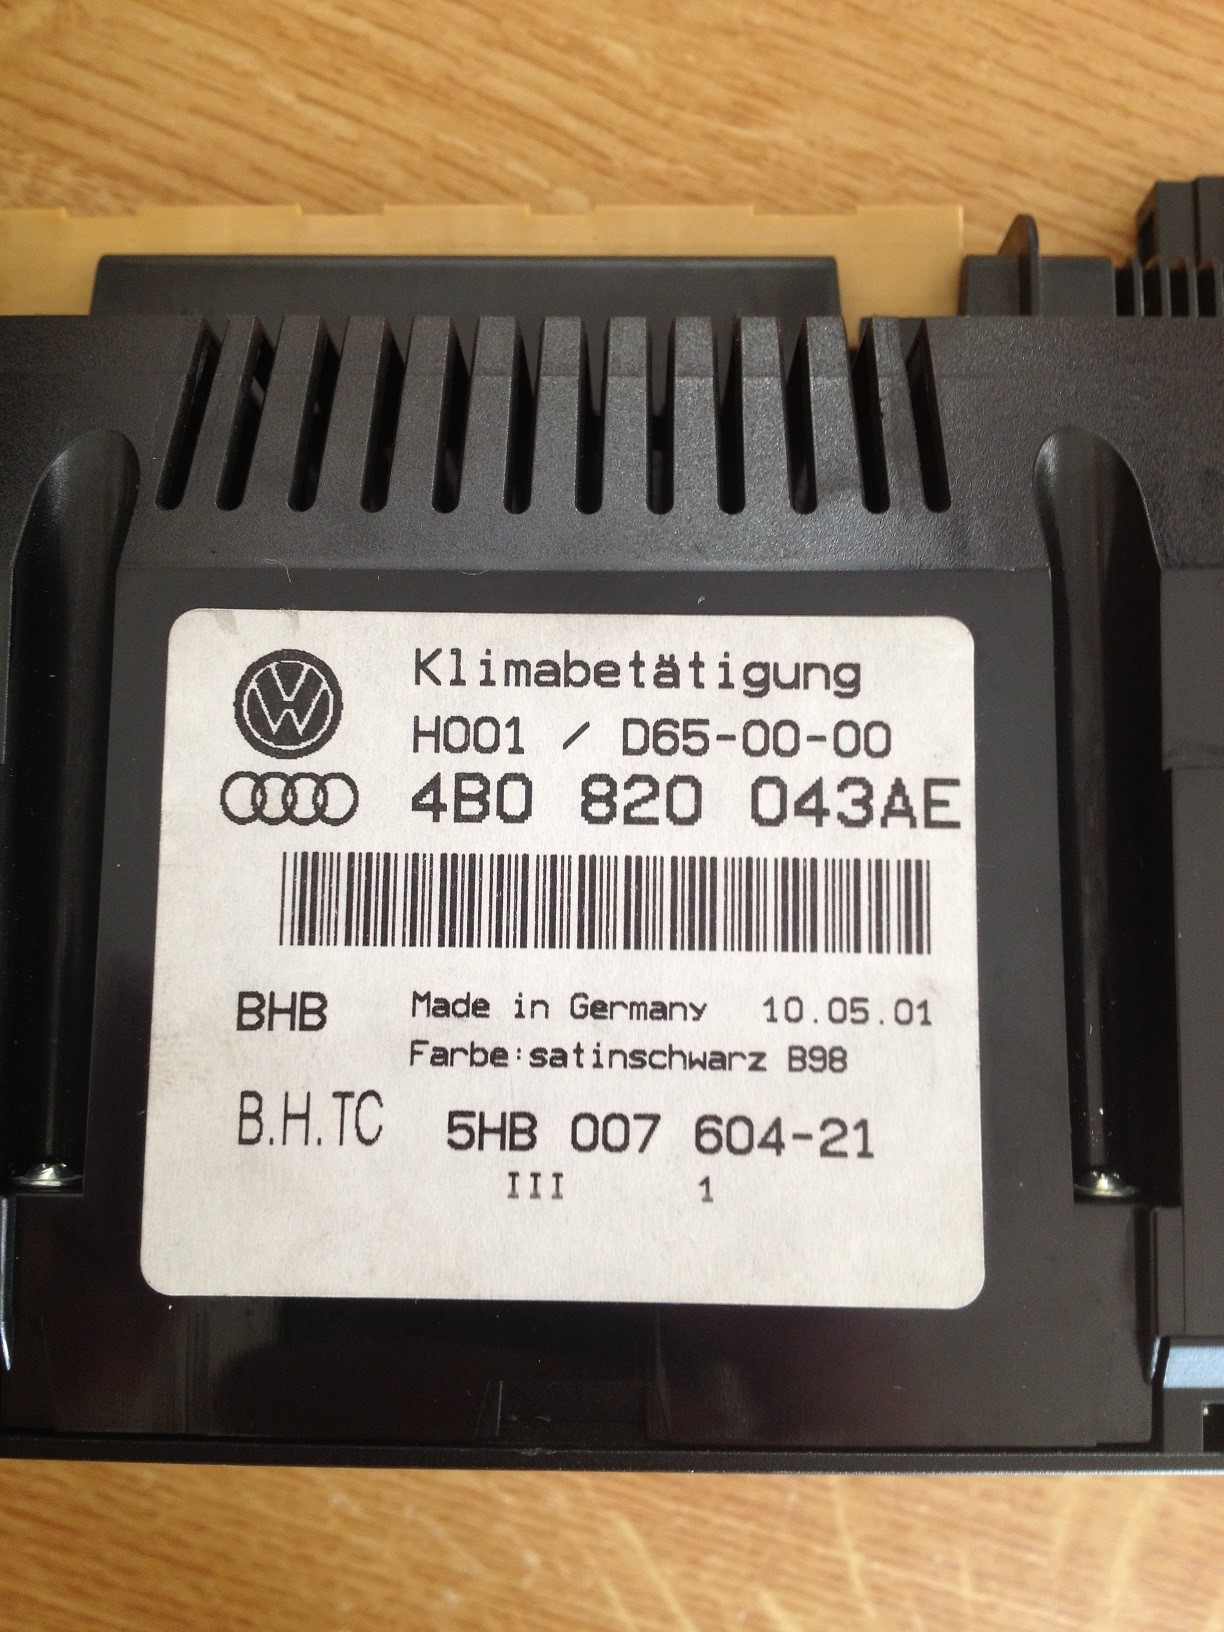 Klimabetätigung
H001 / D65-00-00
4B0 820 043AE
BHB Made in Germany 10.05.01
Farbe:satinschwarz B98
B.H.TC 5HB 007 604-21
III 1